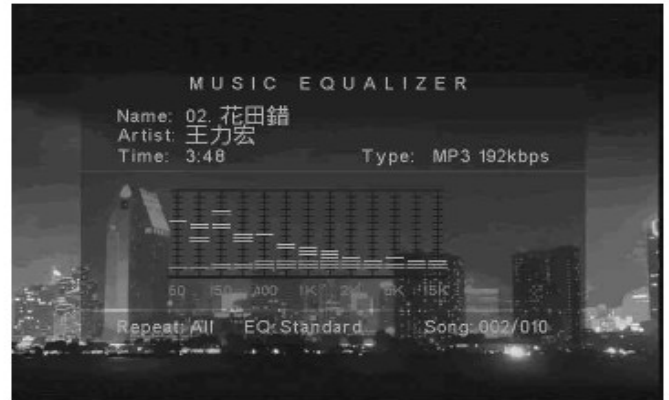 MUSIC EQUALIZER
Name: 02. 花田錯
Artist: 王力宏
Time: 3:48 Type: MP3 192kbps
60 150 400 1K 2K 6K 15K
Repeat: All EQ: Standard Song: 002/010